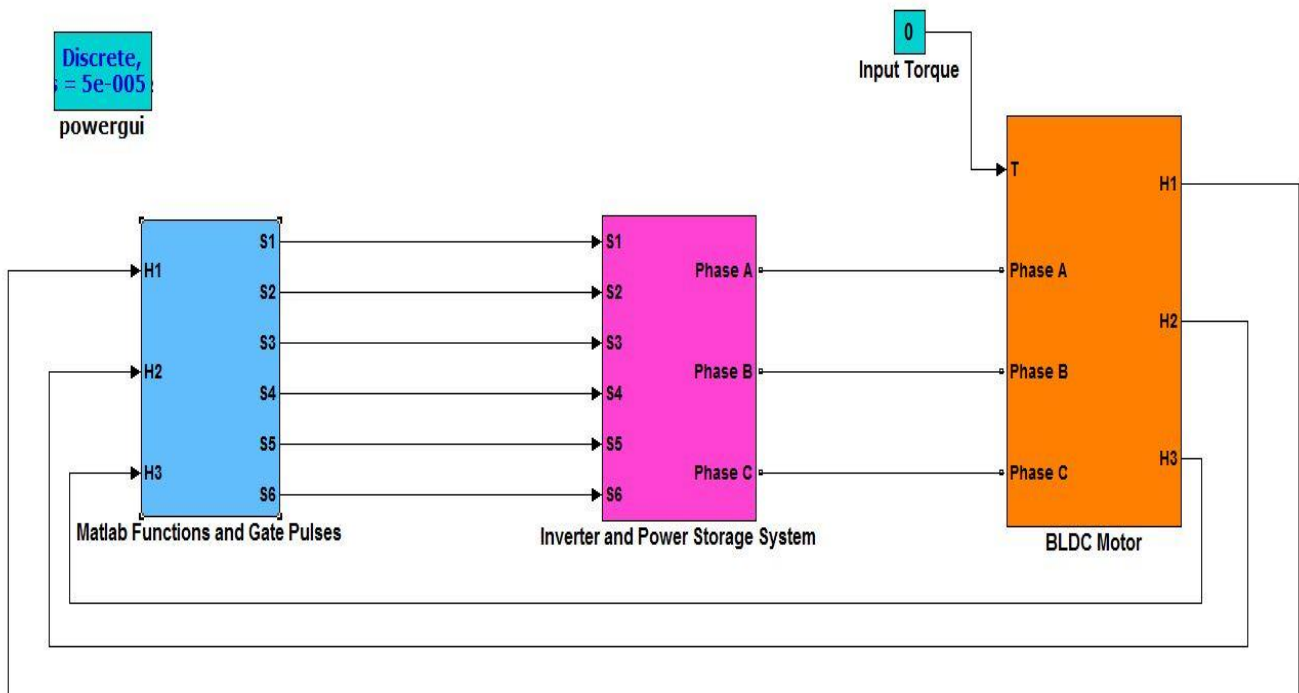 Discrete,
= 5e-005
powergui
0
Input Torque
H1
H2
H3
S1
S2
S3
S4
S5
S6
Matlab Functions and Gate Pulses
S1
S2
S3
S4
S5
S6
Phase A
Phase B
Phase C
Inverter and Power Storage System
T
Phase A
Phase B
Phase C
H1
H2
H3
BLDC Motor